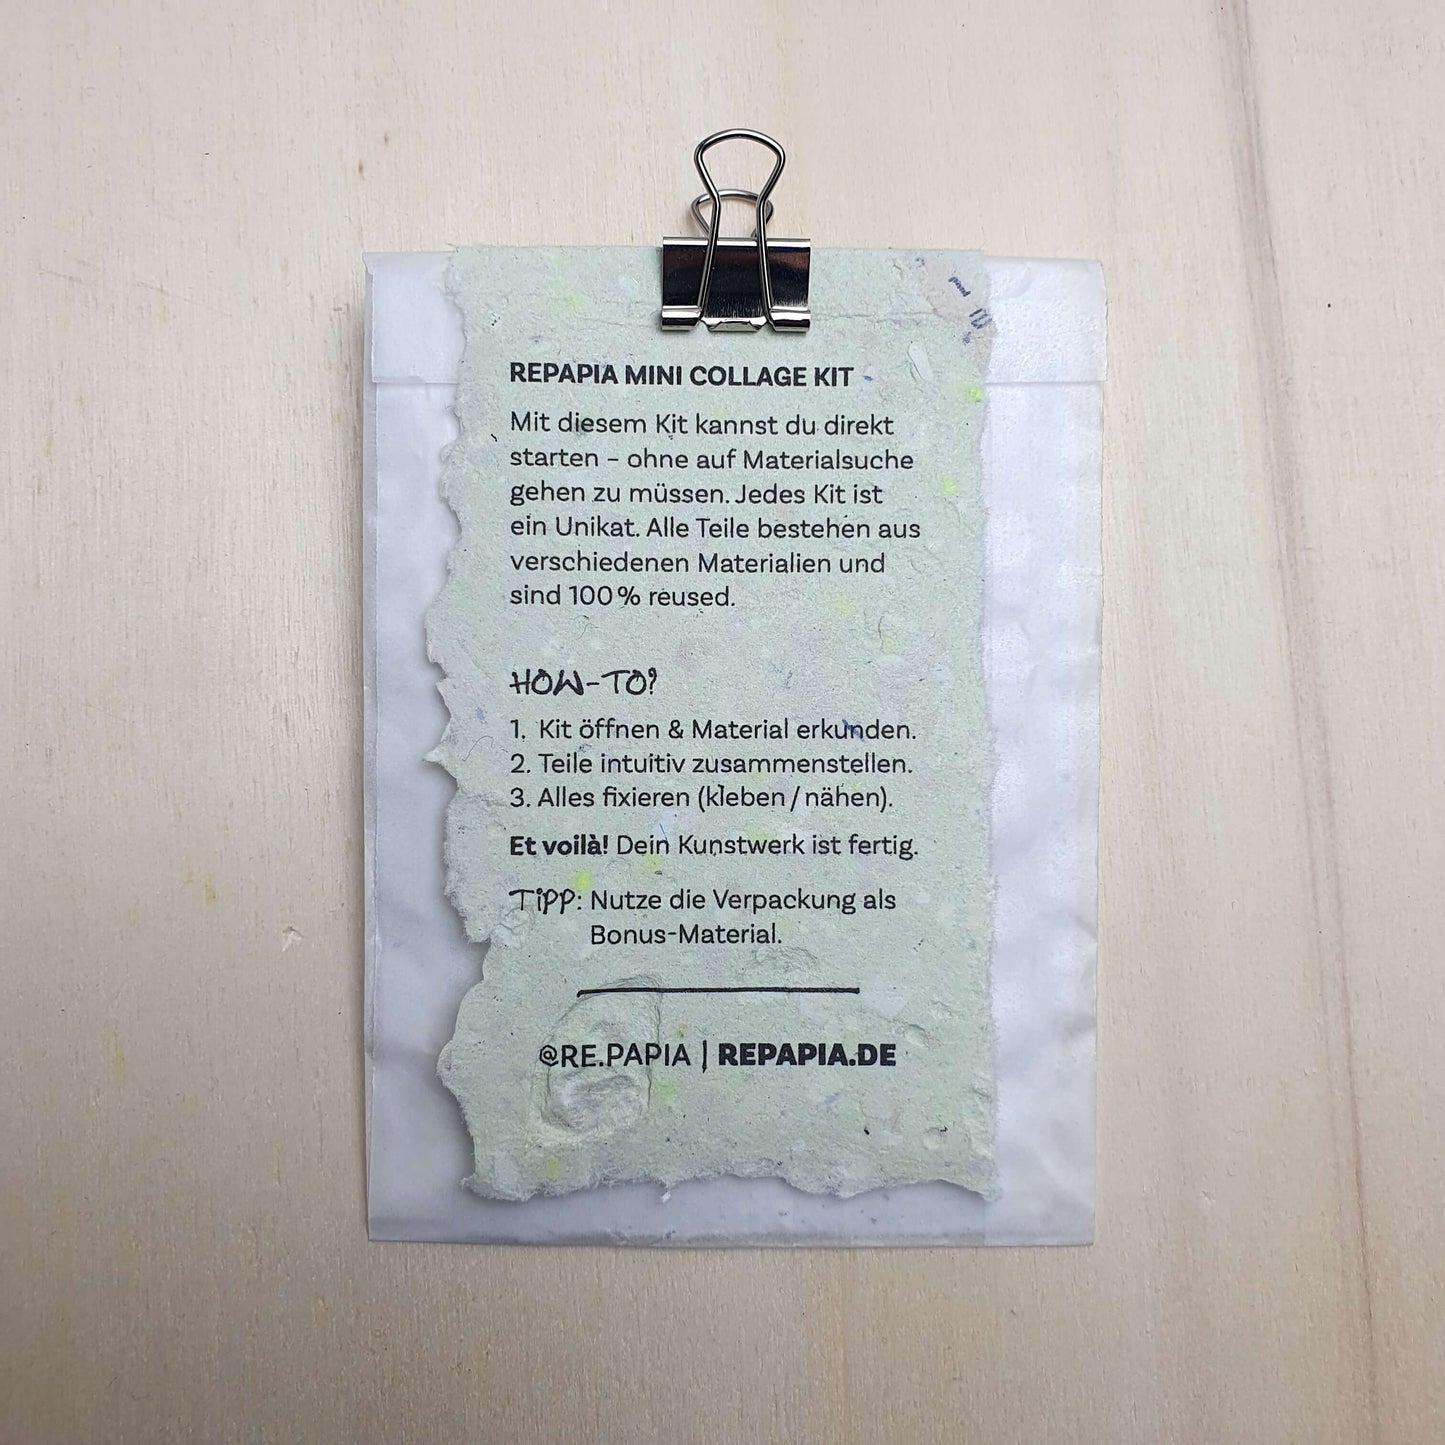 REPAPIA MINI COLLAGE KIT
Mit diesem Kit kannst du direkt
starten – ohne auf Materialsuche
gehen zu müssen. Jedes Kit ist
ein Unikat. Alle Teile bestehen aus
verschiedenen Materialien und
sind 100 % reused.
HOW-TO?
1. Kit öffnen & Material erkunden.
2. Teile intuitiv zusammenstellen.
3. Alles fixieren (kleben / nähen).
Et voilà! Dein Kunstwerk ist fertig.
TiPP: Nutze die Verpackung als
Bonus-Material.
@RE.PAPIA | REPAPIA.DE